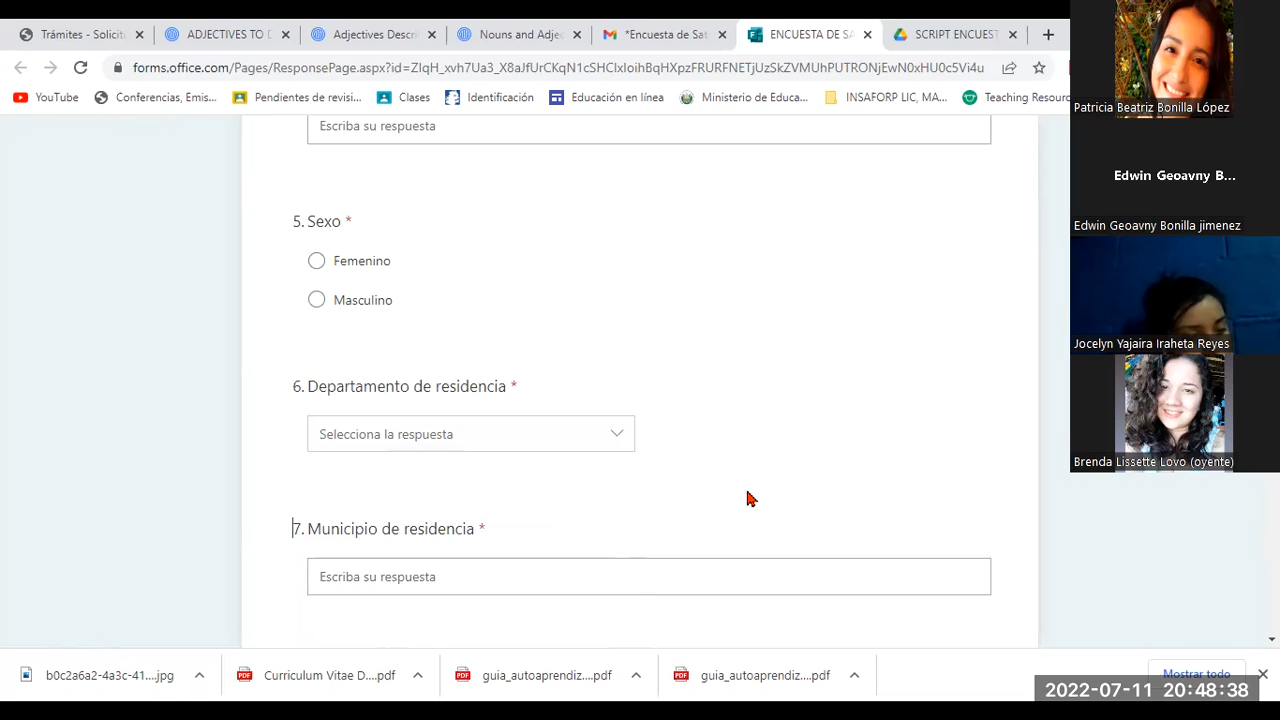 Trámites - Solicit
ADJECTIVES TO D
Adjectives Descri
Nouns and Adje
*Encuesta de Sat
ENCUESTA DE SA
SCRIPT ENCUEST
forms.office.com/Pages/ResponsePage.aspx?id=ZIqH_xvh7Ua3_X8aJfUrCKqN1cSHClxIoihBqHXpzFRURFNETjUzSkZVMUhPUTRONjEwN0xHU0c5Vi4u
YouTube
Conferencias, Emis...
Pendientes de revisi...
Clases
Identificación
Educación en línea
Ministerio de Educa...
INSAFORP LIC, MA...
Teaching Resourc
Escriba su respuesta
5. Sexo *
Femenino
Masculino
6. Departamento de residencia *
Selecciona la respuesta
7. Municipio de residencia *
Escriba su respuesta
Patricia Beatriz Bonilla López
Edwin Geoavny B...
Edwin Geoavny Bonilla jimenez
Jocelyn Yajaira Iraheta Reyes
Brenda Lissette Lovo (oyente)
b0c2a6a2-4a3c-41....jpg
Curriculum Vitae D....pdf
guia_autoaprendiz....pdf
guia_autoaprendiz....pdf
Mostrar todo
2022-07-11 20:48:38